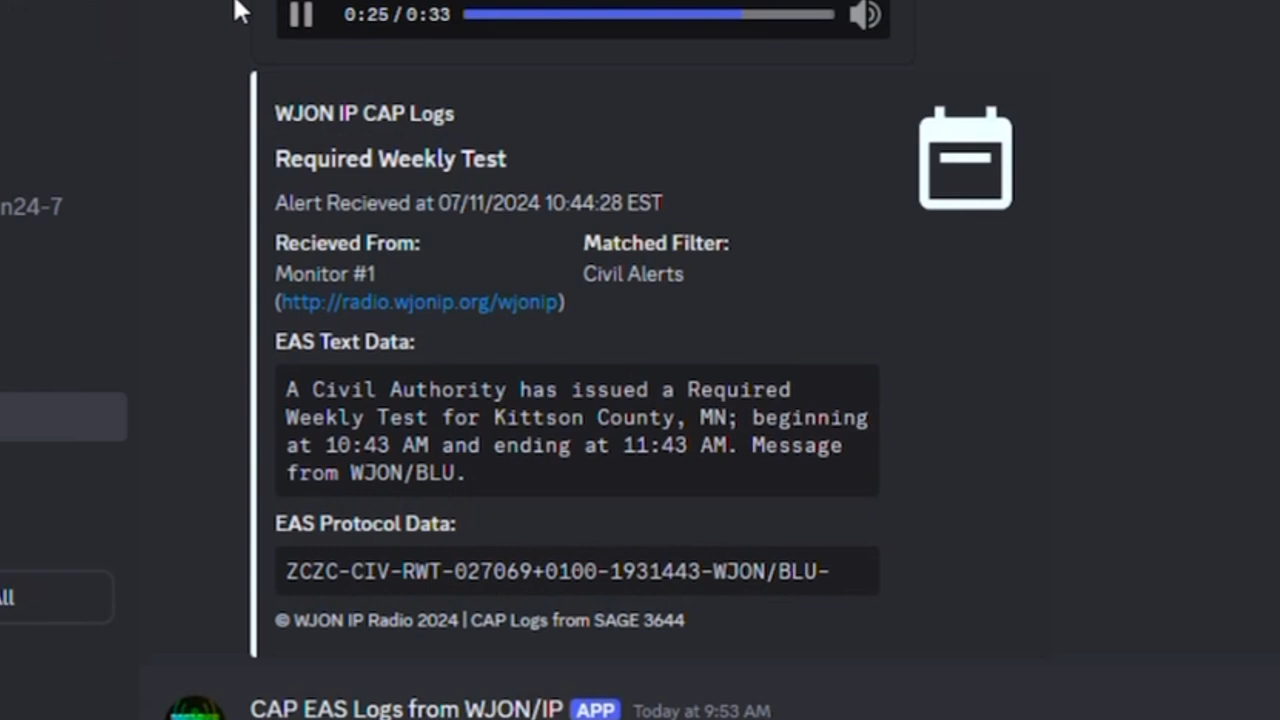 0:25 / 0:33
WJON IP CAP Logs
Required Weekly Test
n24-7
Alert Recieved at 07/11/2024 10:44:28 EST
Recieved From:
Matched Filter:
Monitor #1
Civil Alerts
(http://radio.wjonip.org/wjonip)
EAS Text Data:
A Civil Authority has issued a Required
Weekly Test for Kittson County, MN; beginning
at 10:43 AM and ending at 11:43 AM. Message
from WJON/BLU.
EAS Protocol Data:
ZCZC-CIV-RWT-027069+0100-1931443-WJON/BLU-
All
© WJON IP Radio 2024 | CAP Logs from SAGE 3644
CAP EAS Logs from WJON/IP APP Today at 9:53 AM